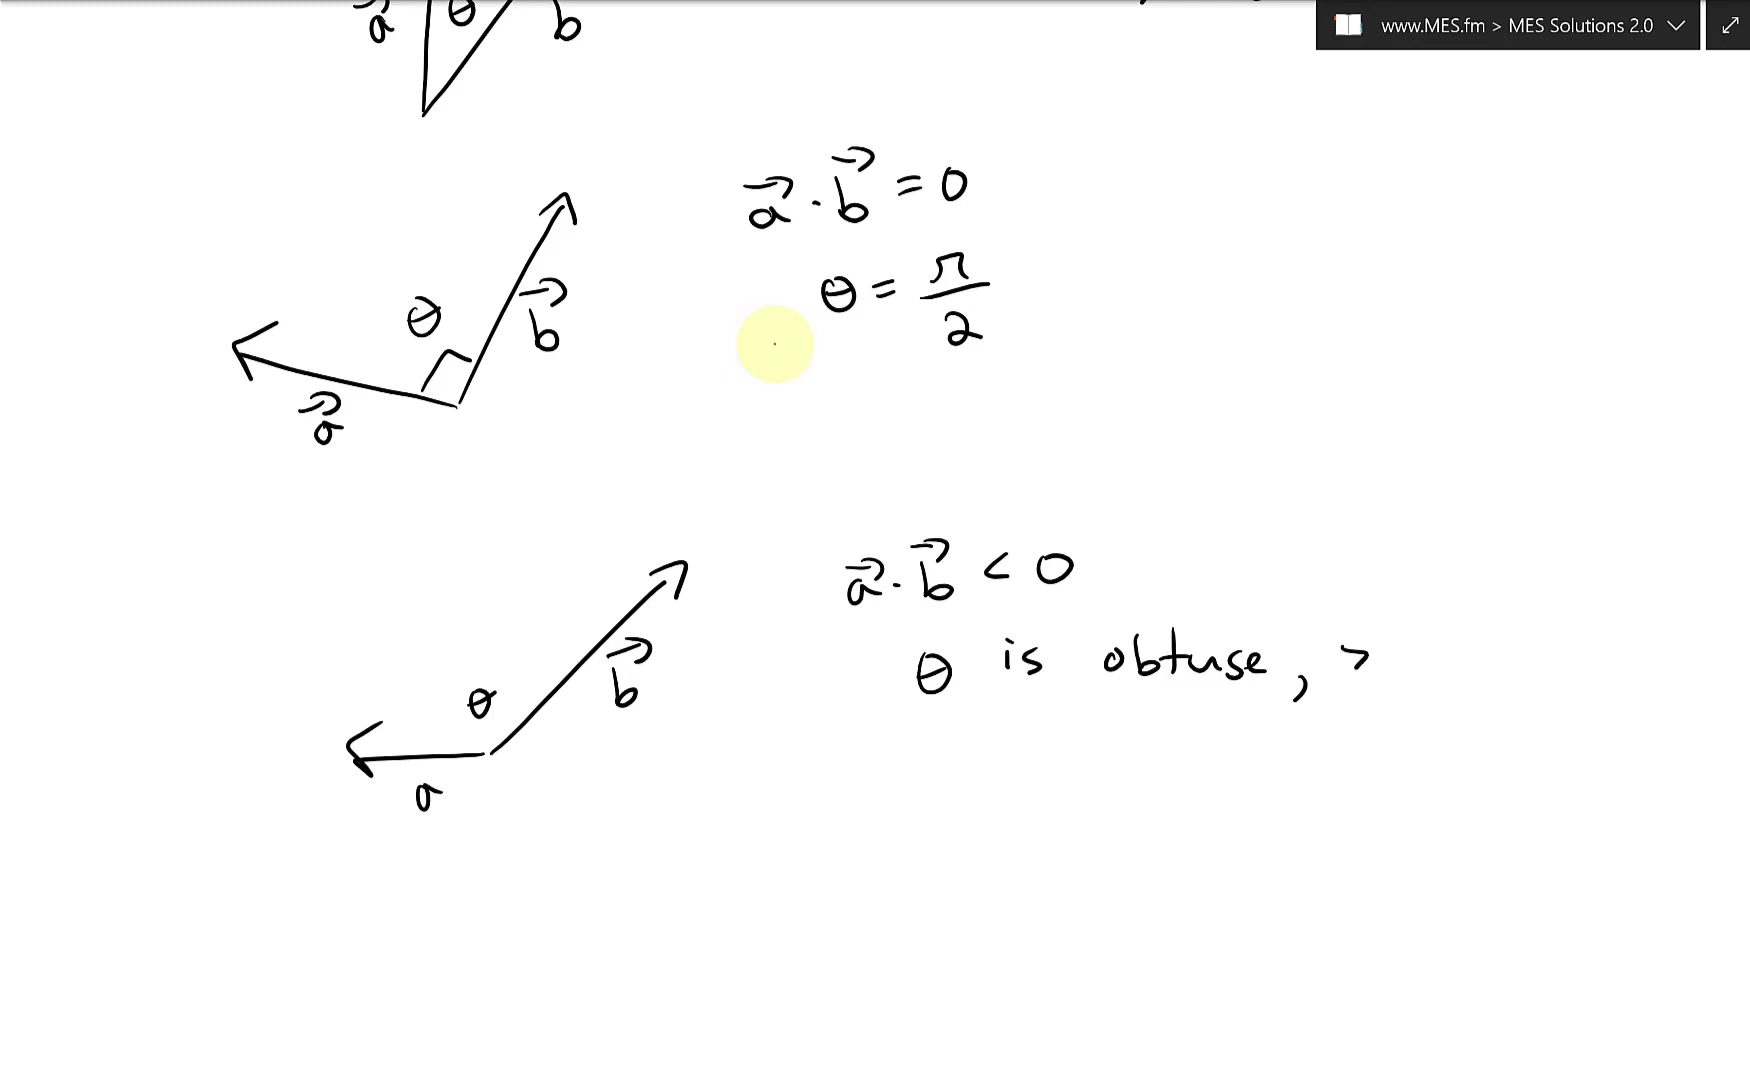 www.MES.fm > MES Solutions 2.0
a⃗ θ b
a⃗ · b⃗ = 0
θ = π/2
θ
b⃗
a⃗
a⃗ · b⃗ < 0
θ is obtuse, >
b⃗
θ
a